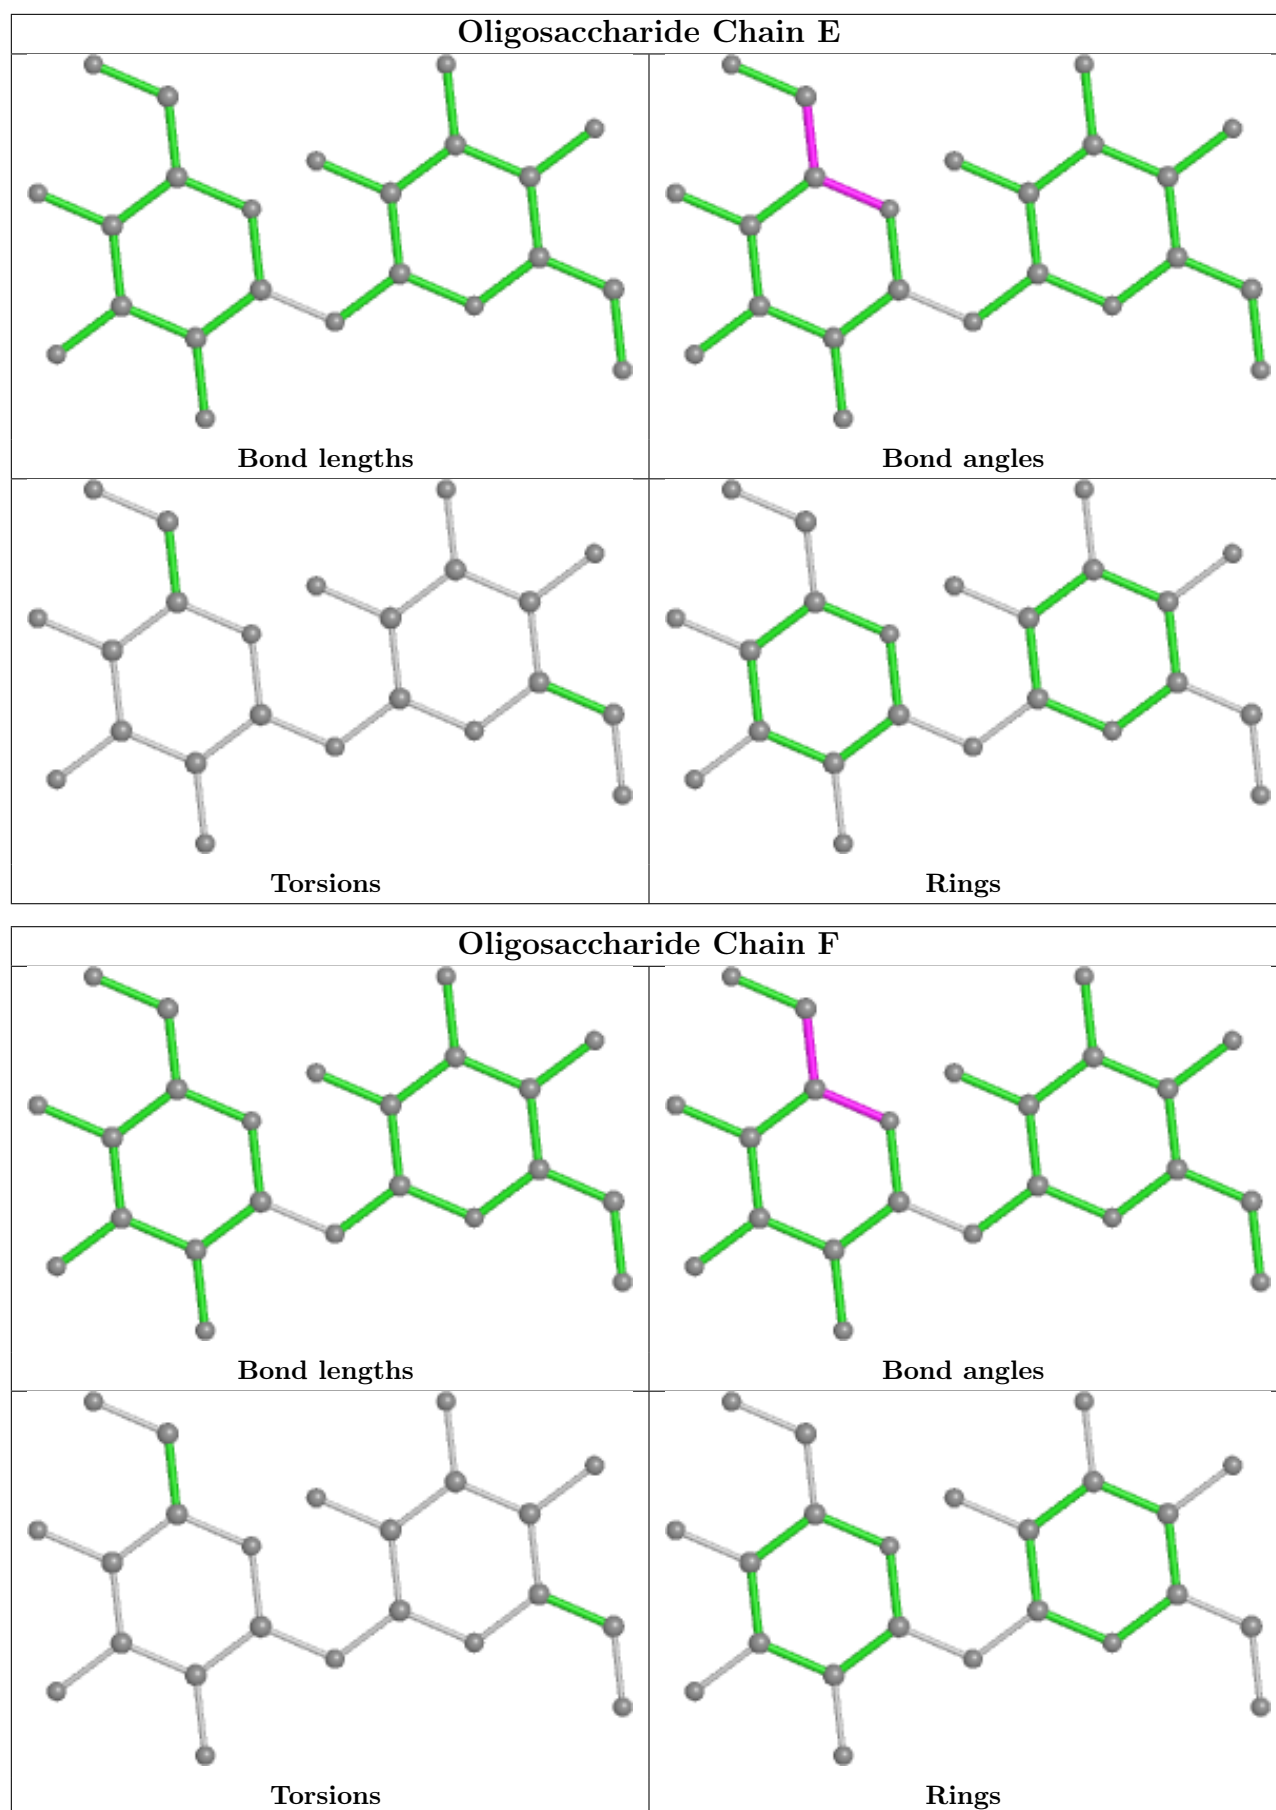 Oligosaccharide Chain E
Bond lengths
Bond angles
Torsions
Rings
Oligosaccharide Chain F
Bond lengths
Bond angles
Torsions
Rings